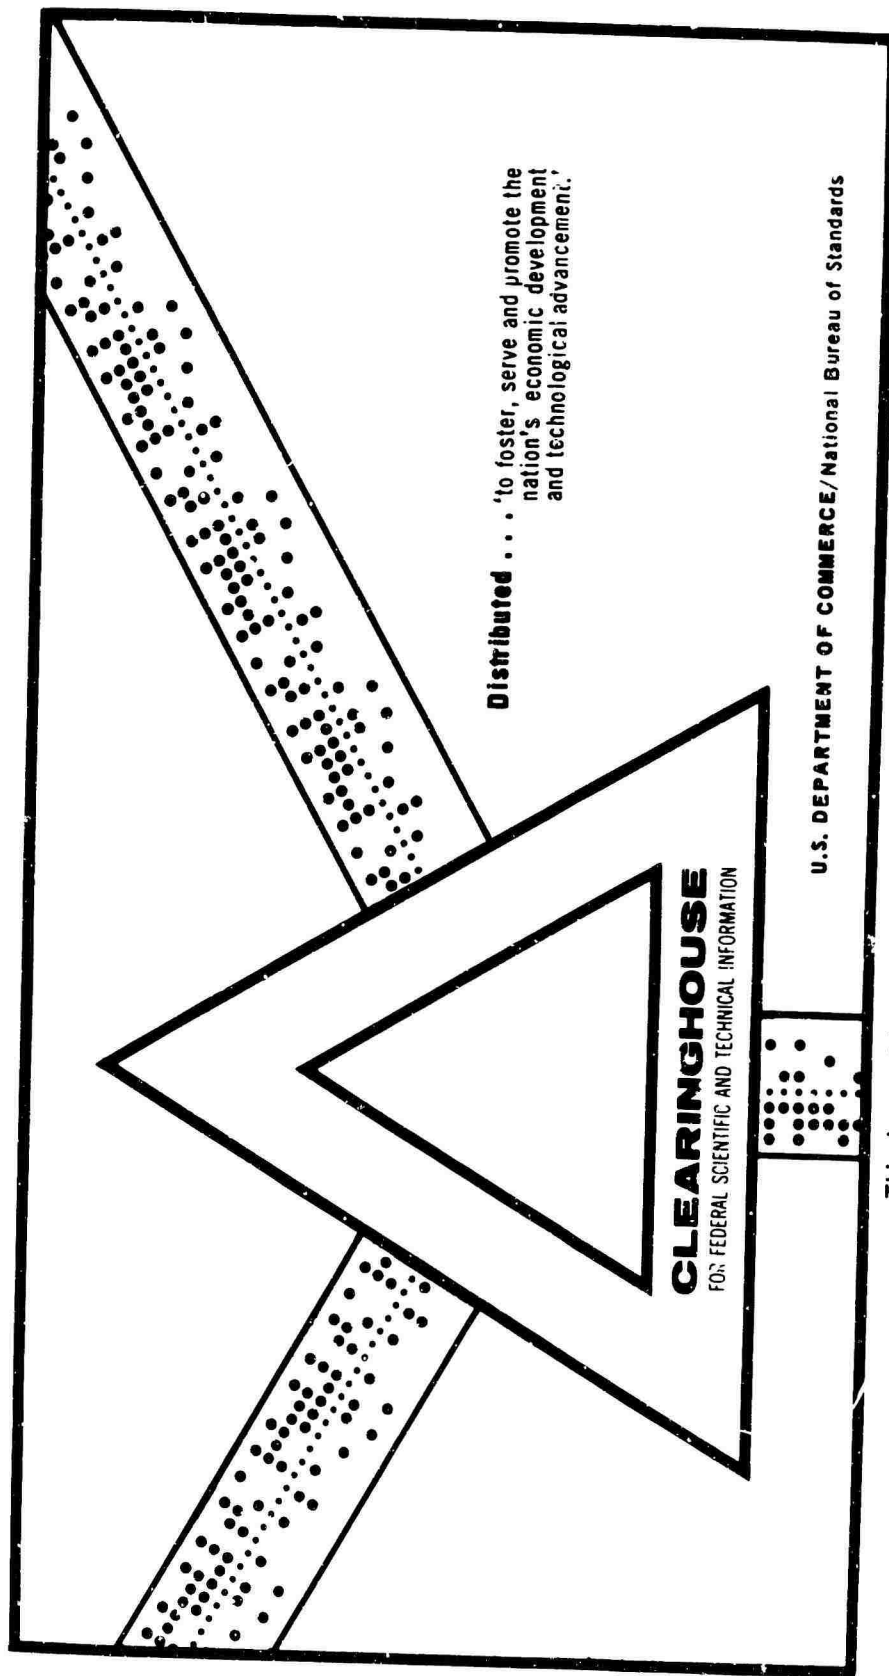 Distributed . . . 'to foster, serve and promote the
nation's economic development
and technological advancement.'
CLEARINGHOUSE
FOR FEDERAL SCIENTIFIC AND TECHNICAL INFORMATION
U.S. DEPARTMENT OF COMMERCE/National Bureau of Standards